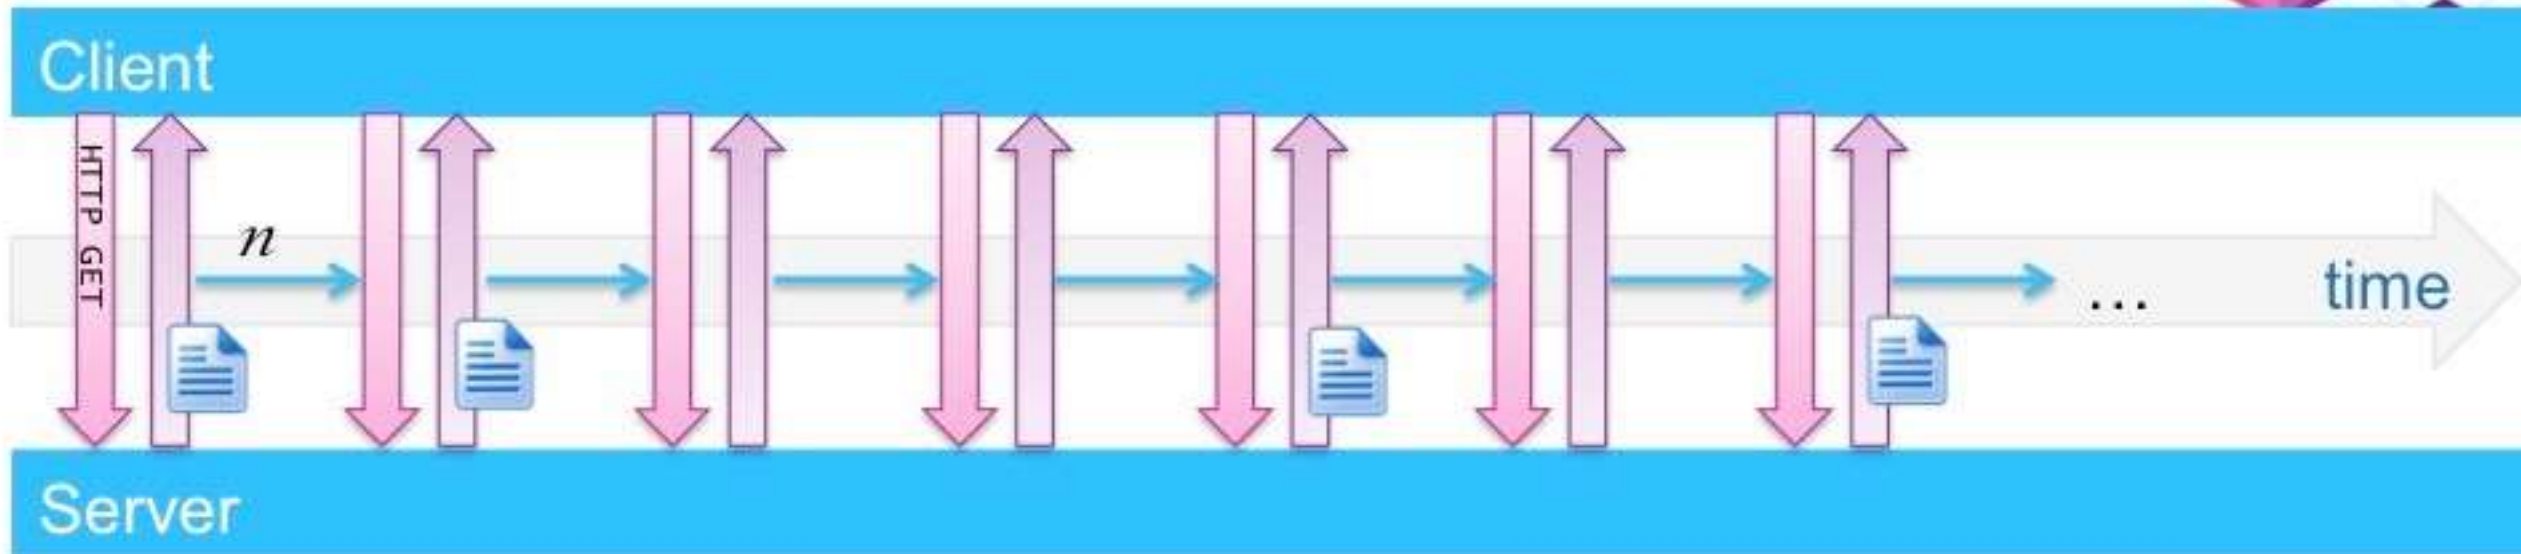 Client
HTTP GET
n
...
time
Server